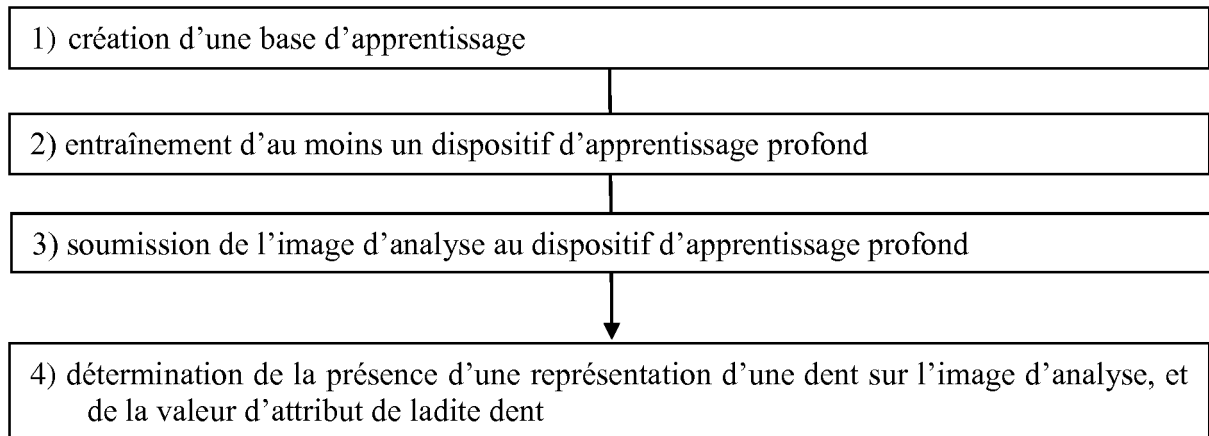 1) création d’une base d’apprentissage
2) entraînement d’au moins un dispositif d’apprentissage profond
3) soumission de l’image d’analyse au dispositif d’apprentissage profond
4) détermination de la présence d’une représentation d’une dent sur l’image d’analyse, et
de la valeur d’attribut de ladite dent